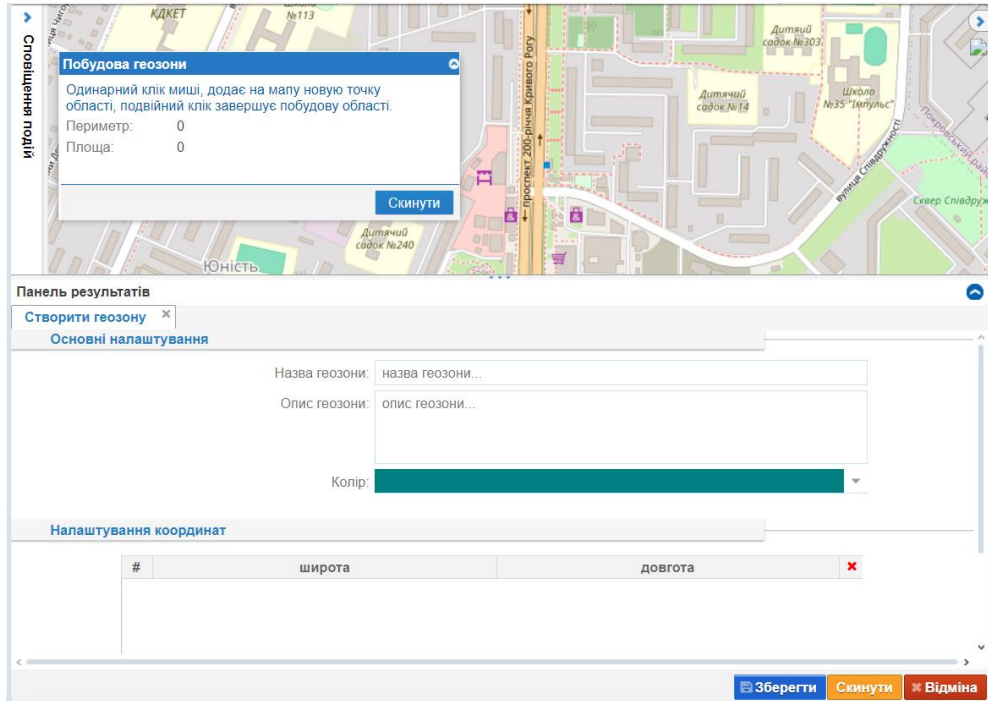 КДКЕТ
№113
Дитячий
садок №303
Сповіщення подій
Побудова геозони
Одинарний клік миші, додає на мапу новую точку
області, подвійний клік завершує побудову області.
Периметр: 0
Площа: 0
Скинути
← проспект 200-річчя Кривого Рогу →
Дитячий
садок №14
Школа
№35 "Імпульс"
вулиця Співдружності
Сквер Співдруж
Дитячий
садок №240
Юність
Панель результатів
Створити геозону
Основні налаштування
Назва геозони: назва геозони...
Опис геозони: опис геозони...
Колір:
Налаштування координат
# широта довгота
Зберегти Скинути Відміна